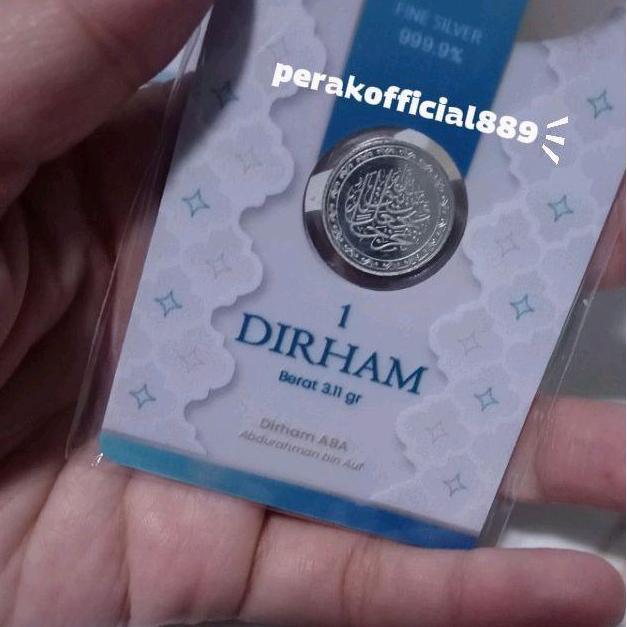 FINE SILVER
999.9%
perakofficial889
1
DIRHAM
Berat 3.11 gr
Dirham ABA
Abdurahman bin Auf